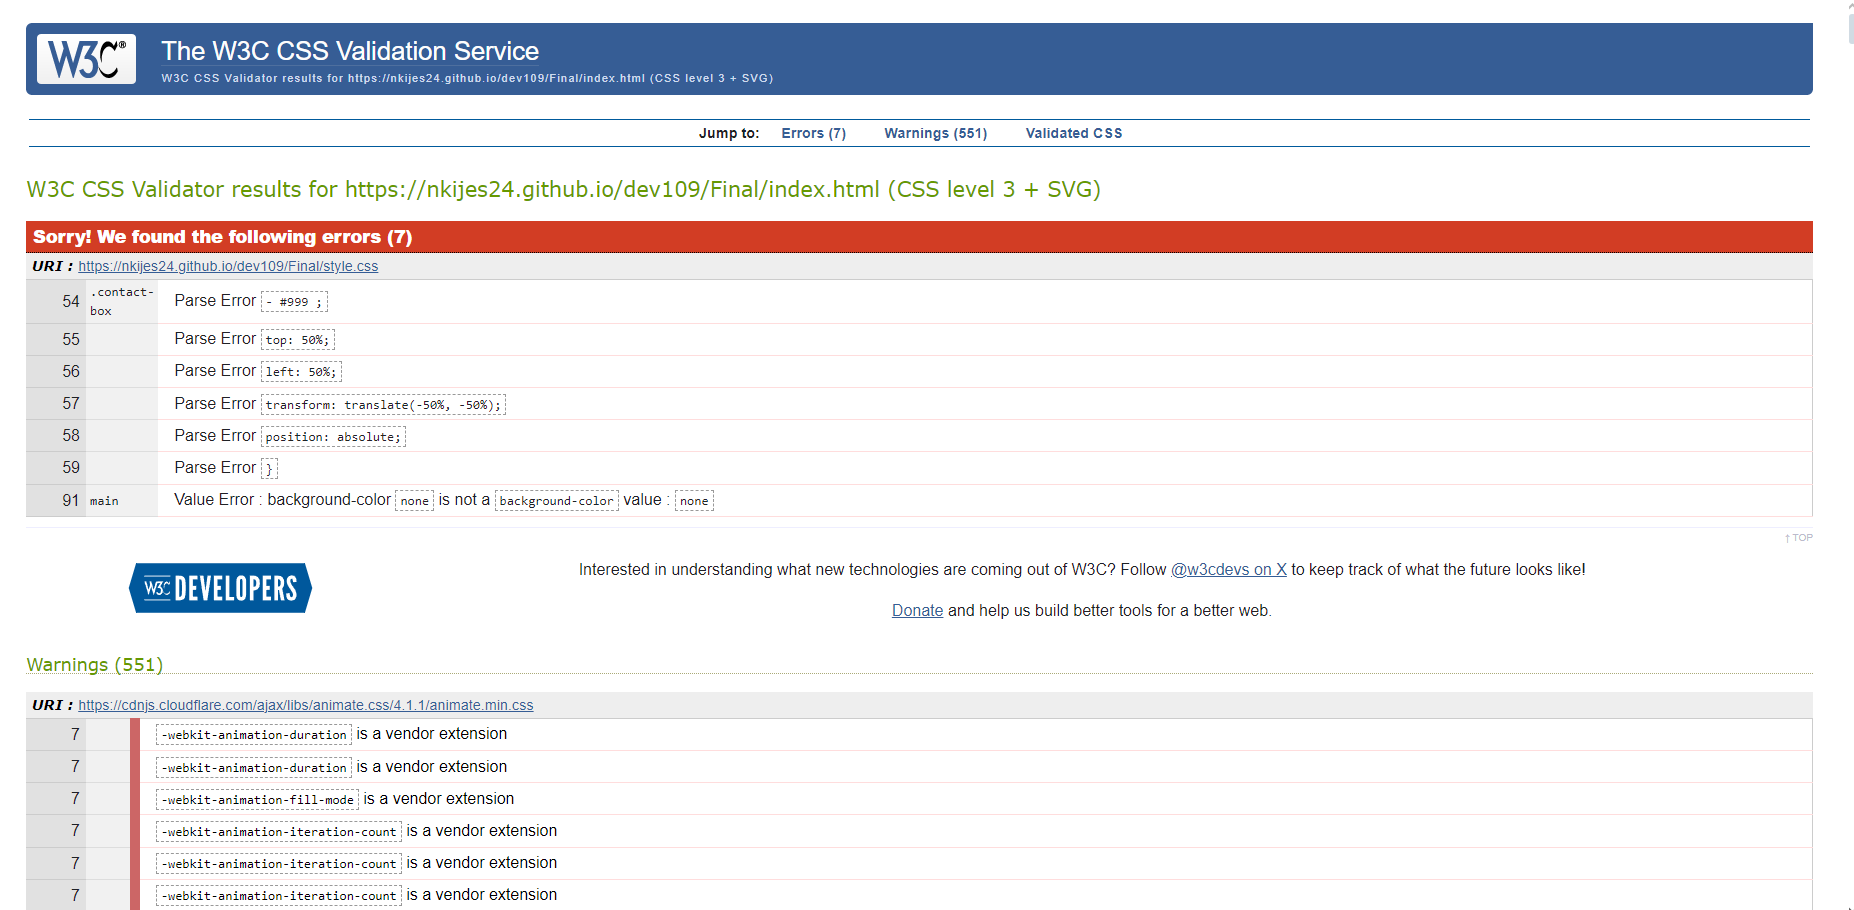 W3C®
The W3C CSS Validation Service
W3C CSS Validator results for https://nkijes24.github.io/dev109/Final/index.html (CSS level 3 + SVG)
Jump to: Errors (7) Warnings (551) Validated CSS
W3C CSS Validator results for https://nkijes24.github.io/dev109/Final/index.html (CSS level 3 + SVG)
Sorry! We found the following errors (7)
URI : https://nkijes24.github.io/dev109/Final/style.css
54 .contact-box Parse Error - #999 ;
55 Parse Error top: 50%;
56 Parse Error left: 50%;
57 Parse Error transform: translate(-50%, -50%);
58 Parse Error position: absolute;
59 Parse Error }
91 main Value Error : background-color none is not a background-color value : none
↑ TOP
W3C DEVELOPERS
Interested in understanding what new technologies are coming out of W3C? Follow @w3cdevs on X to keep track of what the future looks like!
Donate and help us build better tools for a better web.
Warnings (551)
URI : https://cdnjs.cloudflare.com/ajax/libs/animate.css/4.1.1/animate.min.css
7 -webkit-animation-duration is a vendor extension
7 -webkit-animation-duration is a vendor extension
7 -webkit-animation-fill-mode is a vendor extension
7 -webkit-animation-iteration-count is a vendor extension
7 -webkit-animation-iteration-count is a vendor extension
7 -webkit-animation-iteration-count is a vendor extension